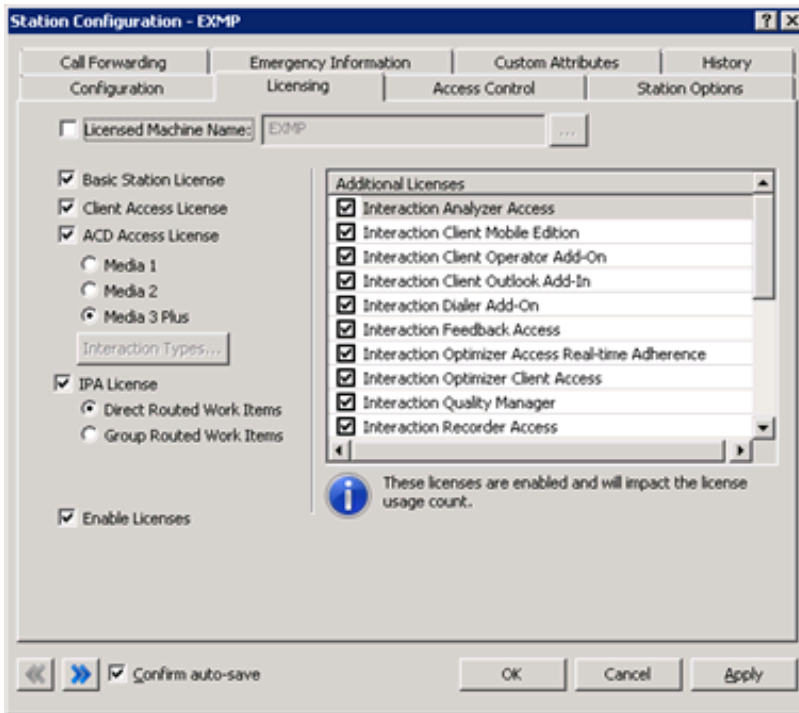 Station Configuration - EXMP
Call Forwarding
Emergency Information
Custom Attributes
History
Configuration
Licensing
Access Control
Station Options
Licensed Machine Name:
EXMP
...
Basic Station License
Client Access License
ACD Access License
Media 1
Media 2
Media 3 Plus
Interaction Types...
IPA License
Direct Routed Work Items
Group Routed Work Items
Enable Licenses
Additional Licenses
Interaction Analyzer Access
Interaction Client Mobile Edition
Interaction Client Operator Add-On
Interaction Client Outlook Add-In
Interaction Dialer Add-On
Interaction Feedback Access
Interaction Optimizer Access Real-time Adherence
Interaction Optimizer Client Access
Interaction Quality Manager
Interaction Recorder Access
These licenses are enabled and will impact the license
usage count.
Confirm auto-save
OK
Cancel
Apply